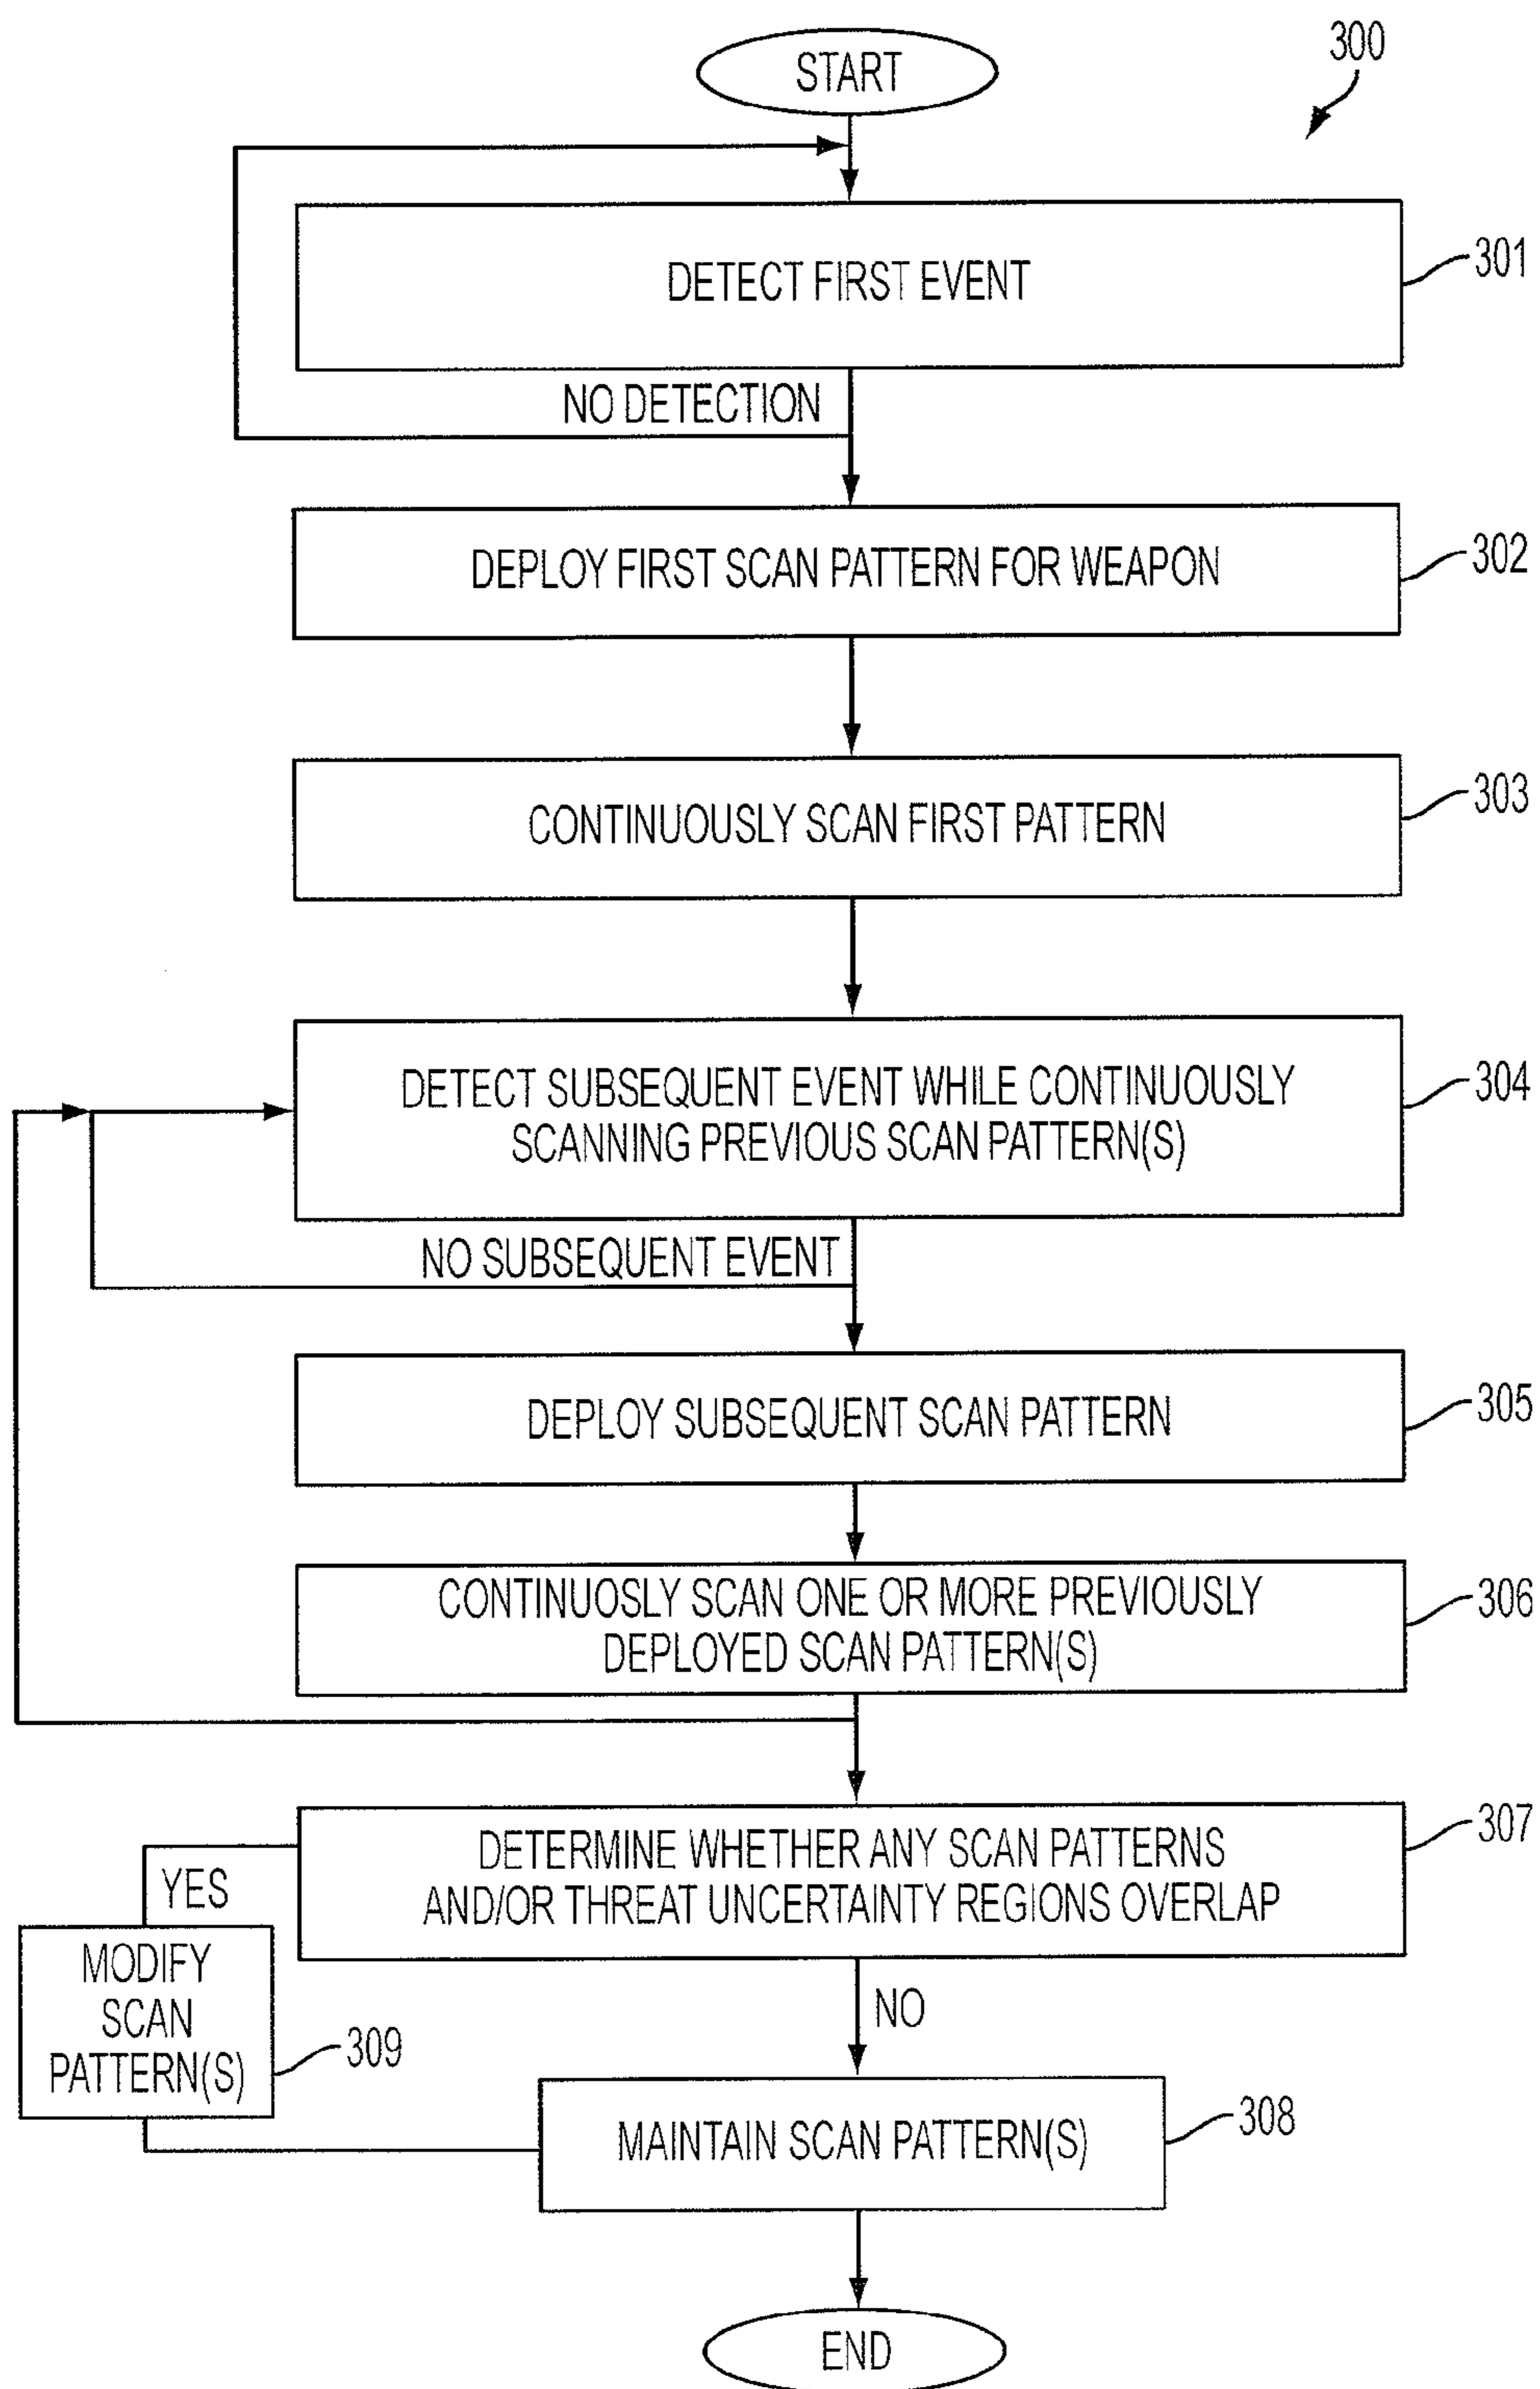 START
300
DETECT FIRST EVENT
301
NO DETECTION
DEPLOY FIRST SCAN PATTERN FOR WEAPON
302
CONTINUOUSLY SCAN FIRST PATTERN
303
DETECT SUBSEQUENT EVENT WHILE CONTINUOUSLY
SCANNING PREVIOUS SCAN PATTERN(S)
304
NO SUBSEQUENT EVENT
DEPLOY SUBSEQUENT SCAN PATTERN
305
CONTINUOSLY SCAN ONE OR MORE PREVIOUSLY
DEPLOYED SCAN PATTERN(S)
306
DETERMINE WHETHER ANY SCAN PATTERNS
AND/OR THREAT UNCERTAINTY REGIONS OVERLAP
307
YES
MODIFY
SCAN
PATTERN(S)
309
NO
MAINTAIN SCAN PATTERN(S)
308
END